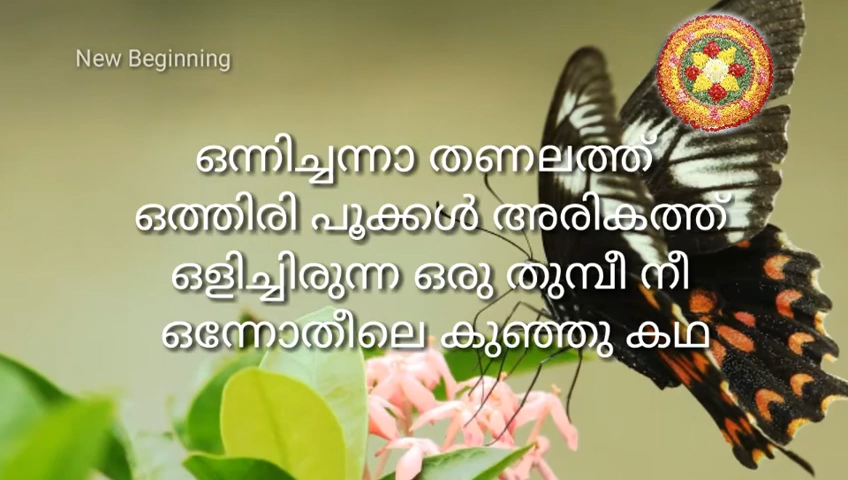 New Beginning
ഒന്നിച്ചന്നാ തണലത്ത്
ഒത്തിരി പൂക്കൾ അരികത്ത്
ഒളിച്ചിരുന്ന ഒരു തുമ്പീ നീ
ഒന്നോതീലെ കുഞ്ഞു കഥ